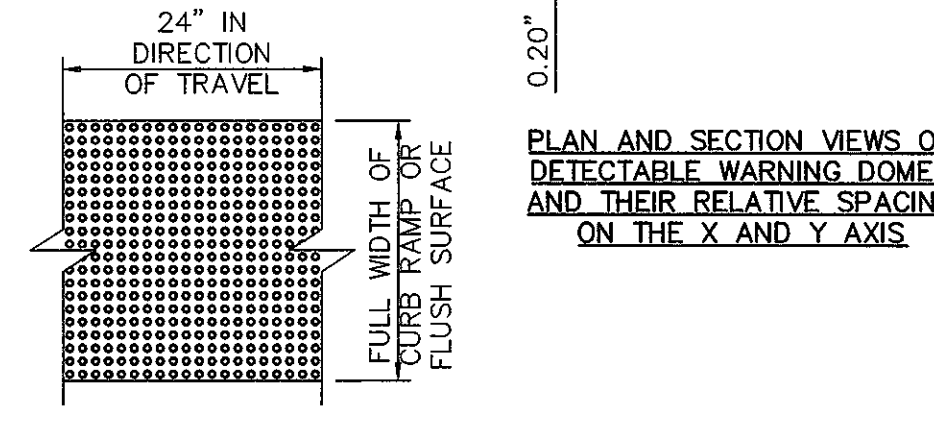 24" IN
DIRECTION
OF TRAVEL
FULL WIDTH OF
CURB RAMP OR
FLUSH SURFACE
0.20"
PLAN AND SECTION VIEWS O
DETECTABLE WARNING DOME
AND THEIR RELATIVE SPACIN
ON THE X AND Y AXIS